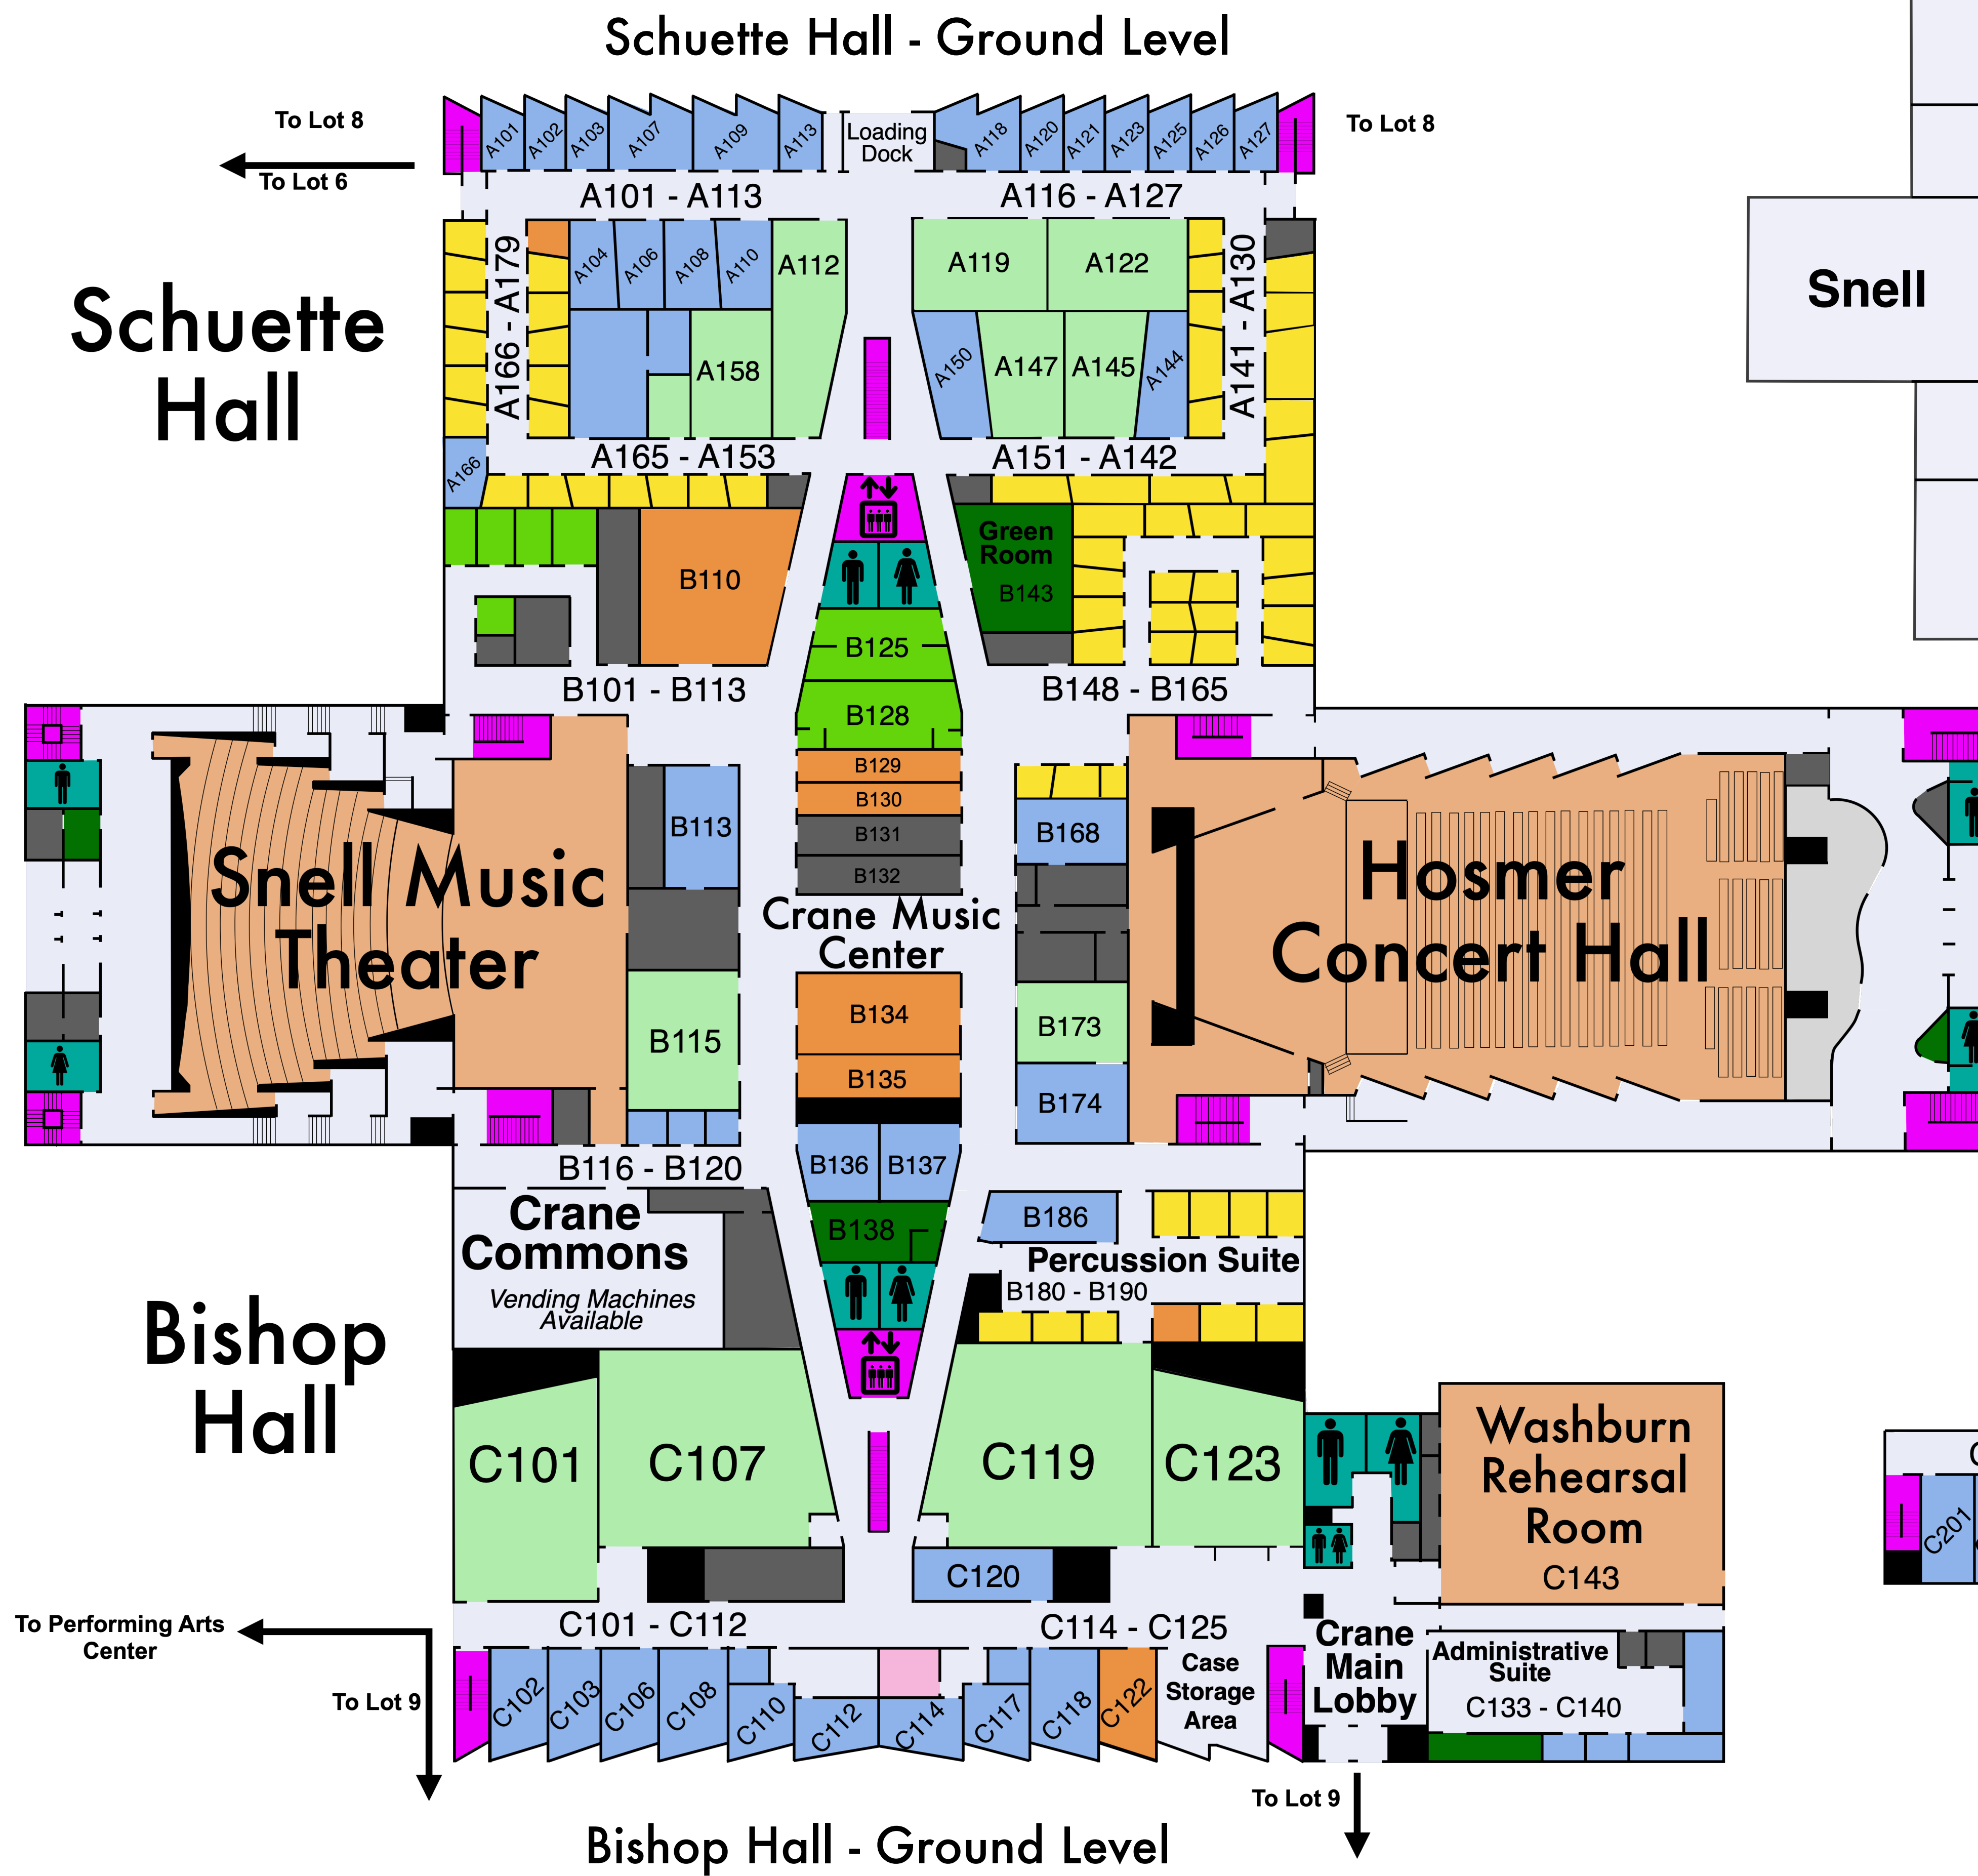 Schuette Hall - Ground Level
To Lot 8
To Lot 6
To Lot 8
A101
A102
A103
A107
A109
A113
Loading
Dock
A118
A120
A121
A123
A125
A126
A127
A101 - A113
A116 - A127
Schuette
Hall
A166 - A179
A104
A106
A108
A110
A112
A119
A122
A141 - A130
Snell
A158
A150
A147
A145
A144
A165 - A153
A151 - A142
A166
Green
Room
B143
B110
B125
B101 - B113
B148 - B165
B128
B129
B130
B131
B132
B113
B168
Snell Music
Theater
Crane Music
Center
Hosmer
Concert Hall
B115
B134
B135
B173
B174
B116 - B120
B136
B137
Crane
Commons
Vending Machines
Available
B138
B186
Percussion Suite
B180 - B190
Bishop
Hall
C101
C107
C119
C123
Washburn
Rehearsal
Room
C143
C120
C201
C101 - C112
C114 - C125
To Performing Arts
Center
To Lot 9
C102
C103
C106
C108
C110
C112
C114
C117
C118
C122
Case
Storage
Area
Crane
Main
Lobby
Administrative
Suite
C133 - C140
To Lot 9
Bishop Hall - Ground Level